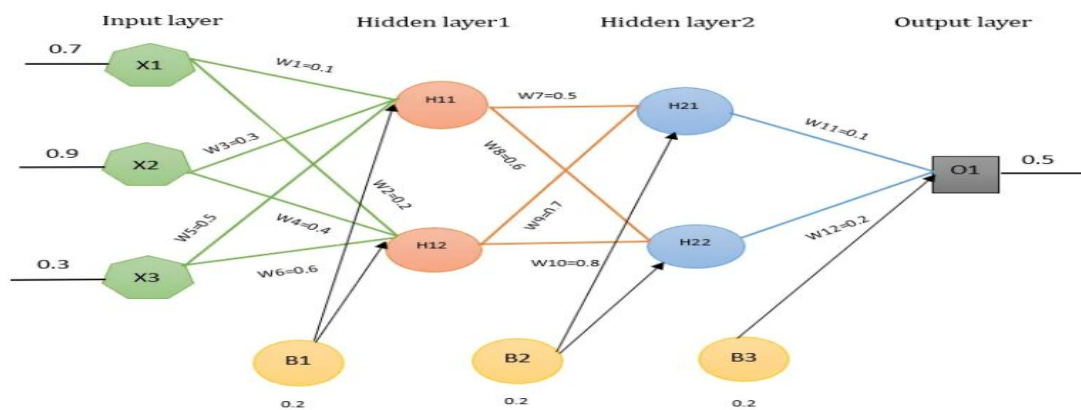 Input layer
Hidden layer1
Hidden layer2
Output layer
0.7
X1
W1=0.1
H11
W7=0.5
H21
W11=0.1
0.9
X2
W3=0.3
W2=0.2
W8=0.6
O1
0.5
W5=0.5
W4=0.4
W9=0.7
W12=0.2
0.3
X3
W6=0.6
H12
W10=0.8
H22
B1
B2
B3
0.2
0.2
0.2